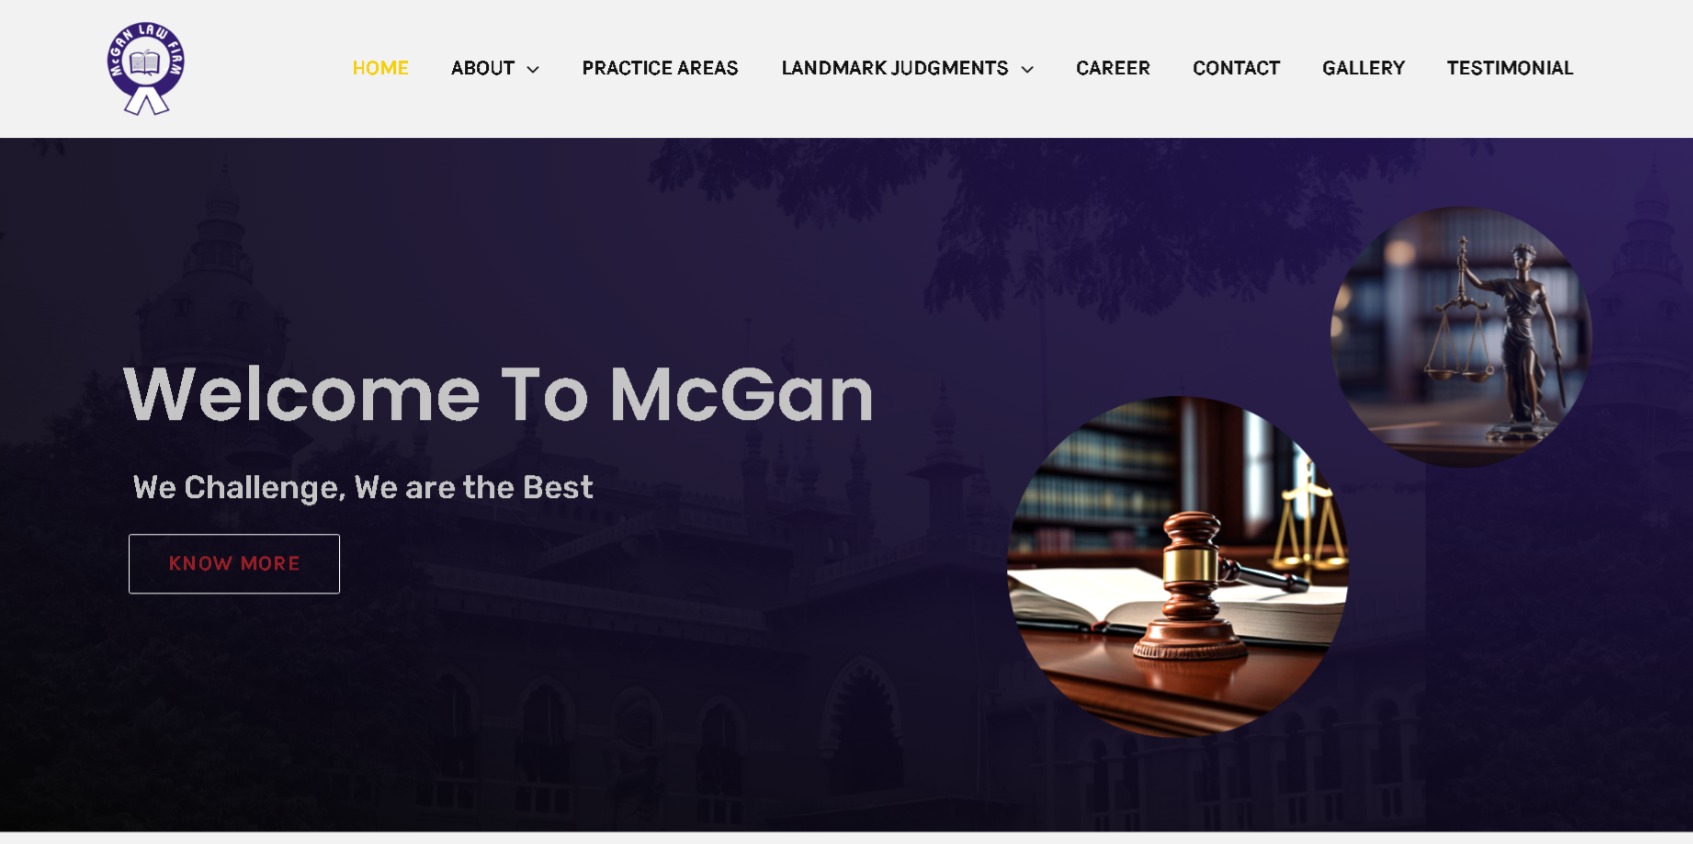 McGAN LAW FIRM
HOME ABOUT PRACTICE AREAS LANDMARK JUDGMENTS CAREER CONTACT GALLERY TESTIMONIAL
Welcome To McGan
We Challenge, We are the Best
KNOW MORE